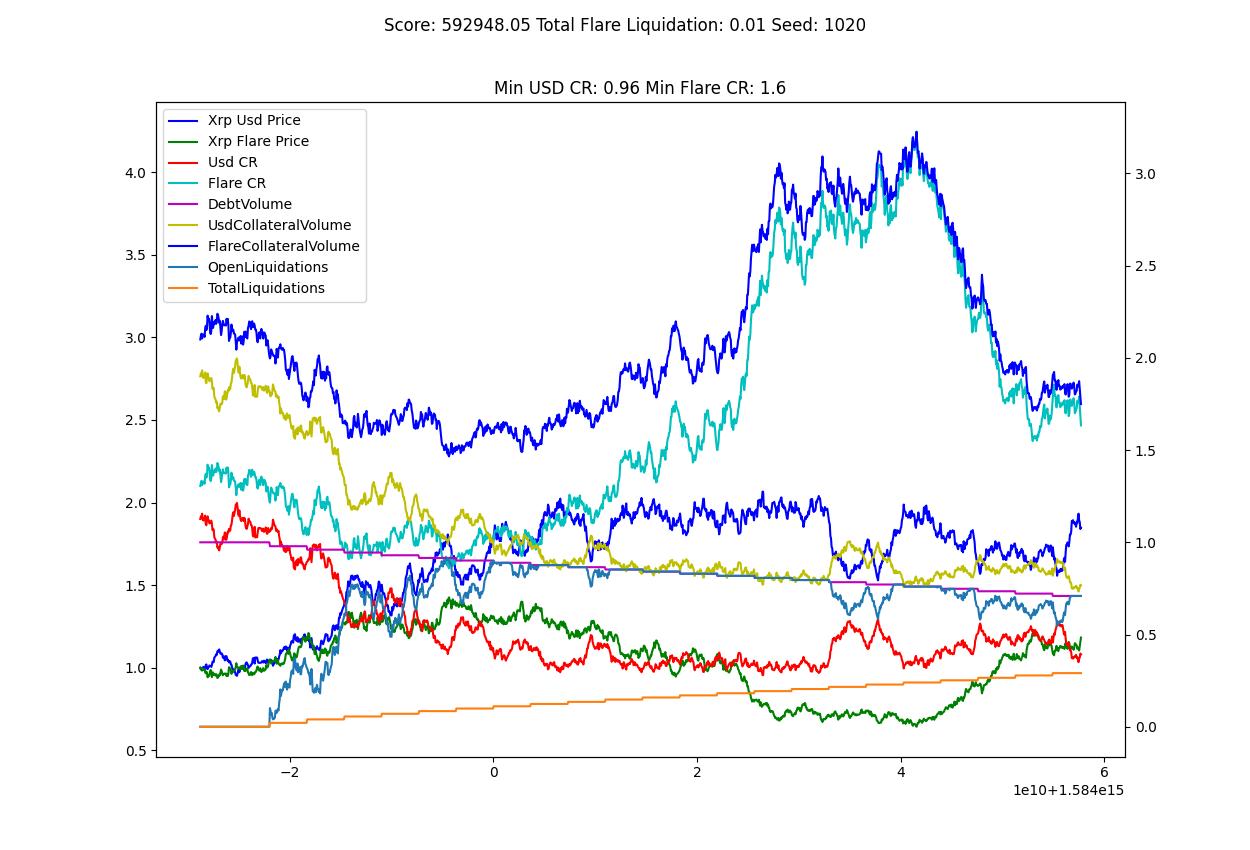 Score: 592948.05 Total Flare Liquidation: 0.01 Seed: 1020
Min USD CR: 0.96 Min Flare CR: 1.6
Xrp Usd Price
Xrp Flare Price
Usd CR
Flare CR
DebtVolume
UsdCollateralVolume
FlareCollateralVolume
OpenLiquidations
TotalLiquidations
4.0
3.5
3.0
2.5
2.0
1.5
1.0
0.5
3.0
2.5
2.0
1.5
1.0
0.5
0.0
−2 0 2 4 6
1e10+1.584e15